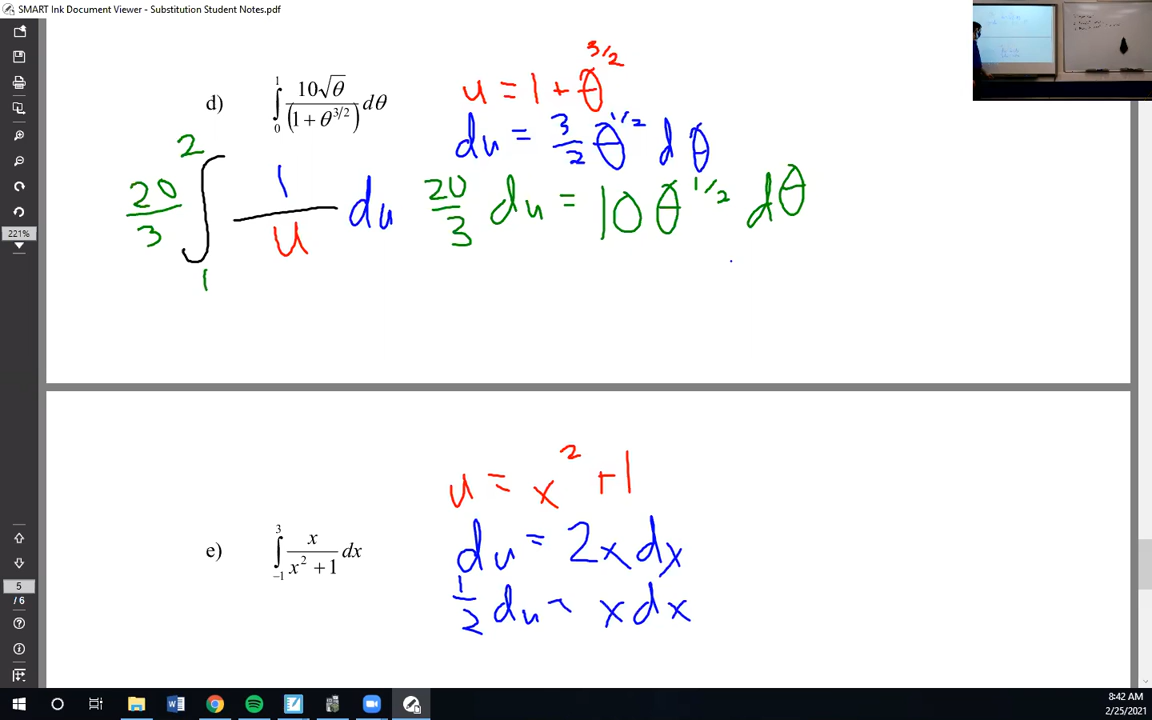 SMART Ink Document Viewer - Substitution Student Notes.pdf
d) ∫₀¹ 10√θ / (1 + θ^{3/2}) dθ
u = 1 + θ^{3/2}
du = 3/2 θ^{1/2} dθ
20/3 ∫₁² 1/u du
20/3 du = 10 θ^{1/2} dθ
221%
e) ∫₋₁³ x / (x² + 1) dx
u = x² + 1
du = 2x dx
1/2 du = x dx
5
/ 6
8:42 AM
2/25/2021